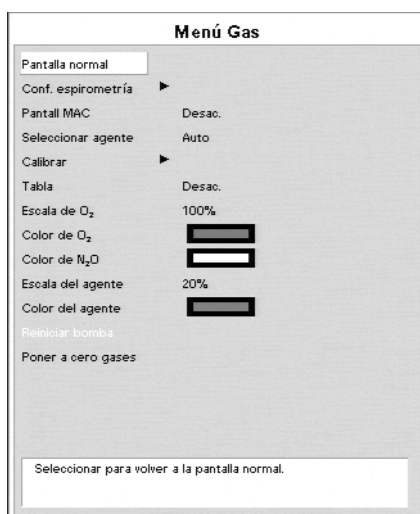 Menú Gas
Pantalla normal
Conf. espirometría
Pantall MAC Desac.
Seleccionar agente Auto
Calibrar
Tabla Desac.
Escala de O₂ 100%
Color de O₂
Color de N₂O
Escala del agente 20%
Color del agente
Reiniciar bomba
Poner a cero gases
Seleccionar para volver a la pantalla normal.